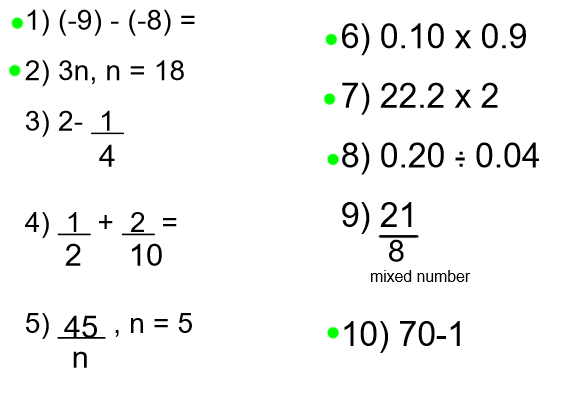 1) (-9) - (-8) =
2) 3n, n = 18
3) 2- 1
4
4) 1 + 2 =
2 10
5) 45 , n = 5
n
6) 0.10 x 0.9
7) 22.2 x 2
8) 0.20 ÷ 0.04
9) 21
8
mixed number
10) 70-1